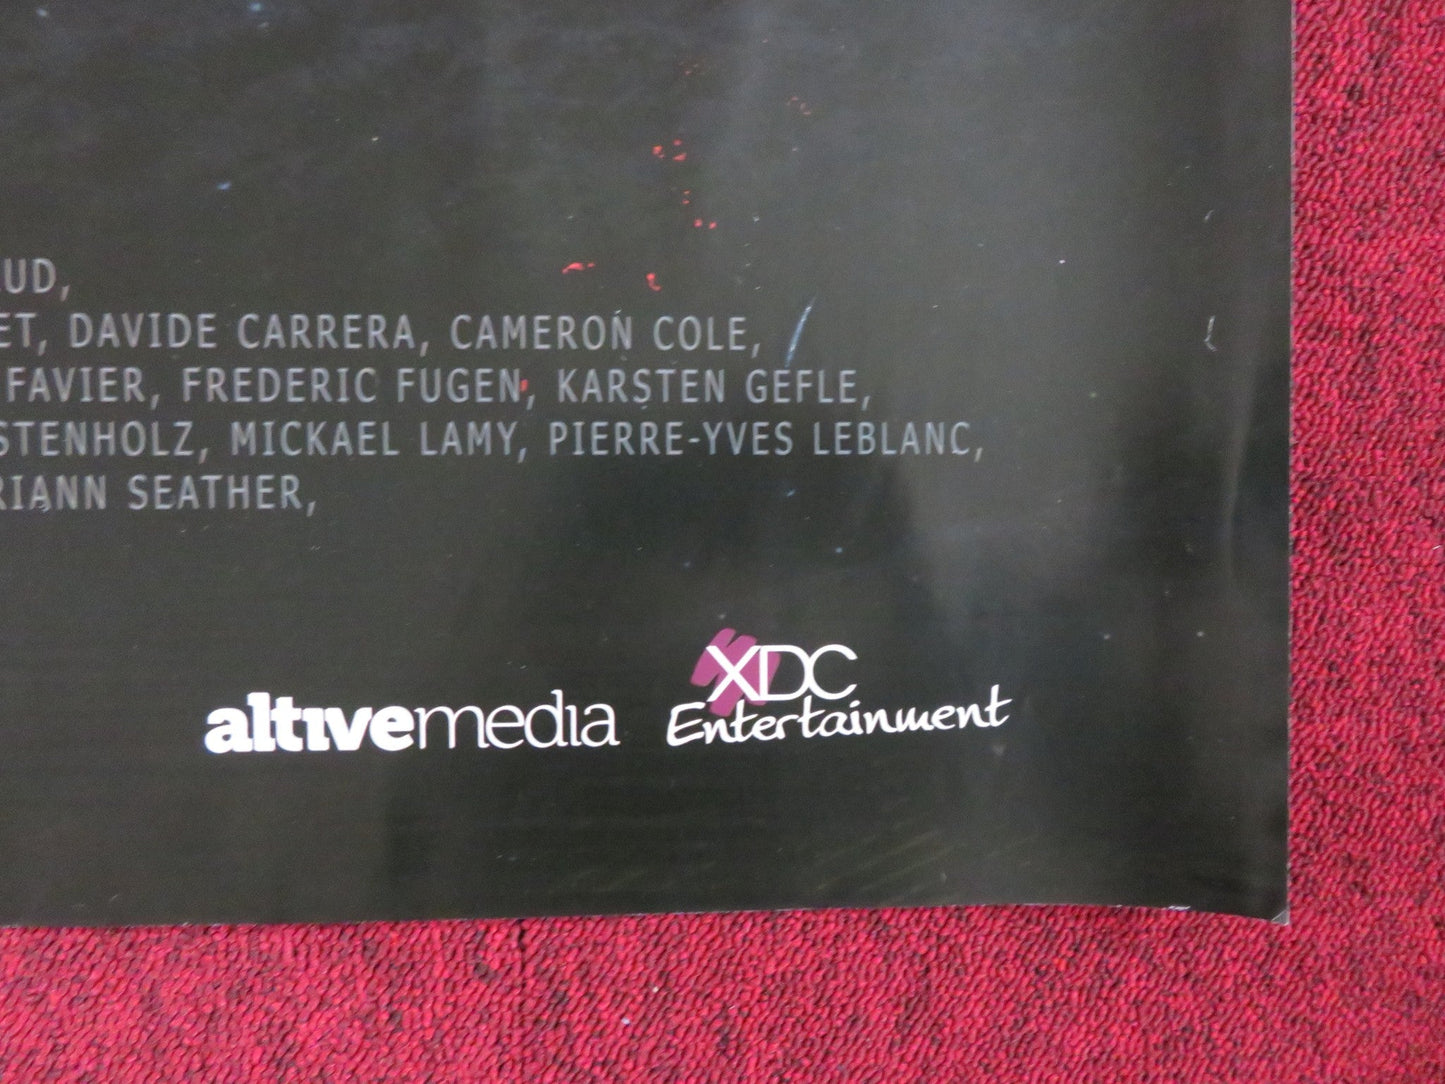 UD,
ET, DAVIDE CARRERA, CAMERON COLE,
FAVIER, FREDERIC FUGEN, KARSTEN GEFLE,
STENHOLZ, MICKAEL LAMY, PIERRE-YVES LEBLANC,
RIANN SEATHER,
altivemedia
XDC
Entertainment